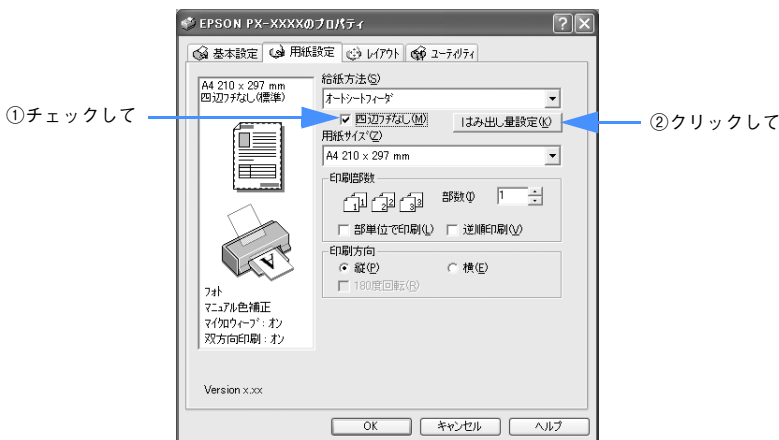 EPSON PX-XXXXのプロパティ
基本設定 用紙設定 レイアウト ユーティリティ
A4 210 x 297 mm
四辺フチなし(標準)
給紙方法(S)
オートシートフィーダ
①チェックして
四辺フチなし(M)
はみ出し量設定(K)
②クリックして
用紙サイズ(Z)
A4 210 x 297 mm
印刷部数
1 1 2 2 3 3
部数(I)
1
部単位で印刷(L)
逆順印刷(V)
印刷方向
縦(P)
横(E)
180度回転(R)
A
フォト
マニュアル色補正
マイクロウィーブ:オン
双方向印刷:オン
Version x.xx
OK キャンセル ヘルプ